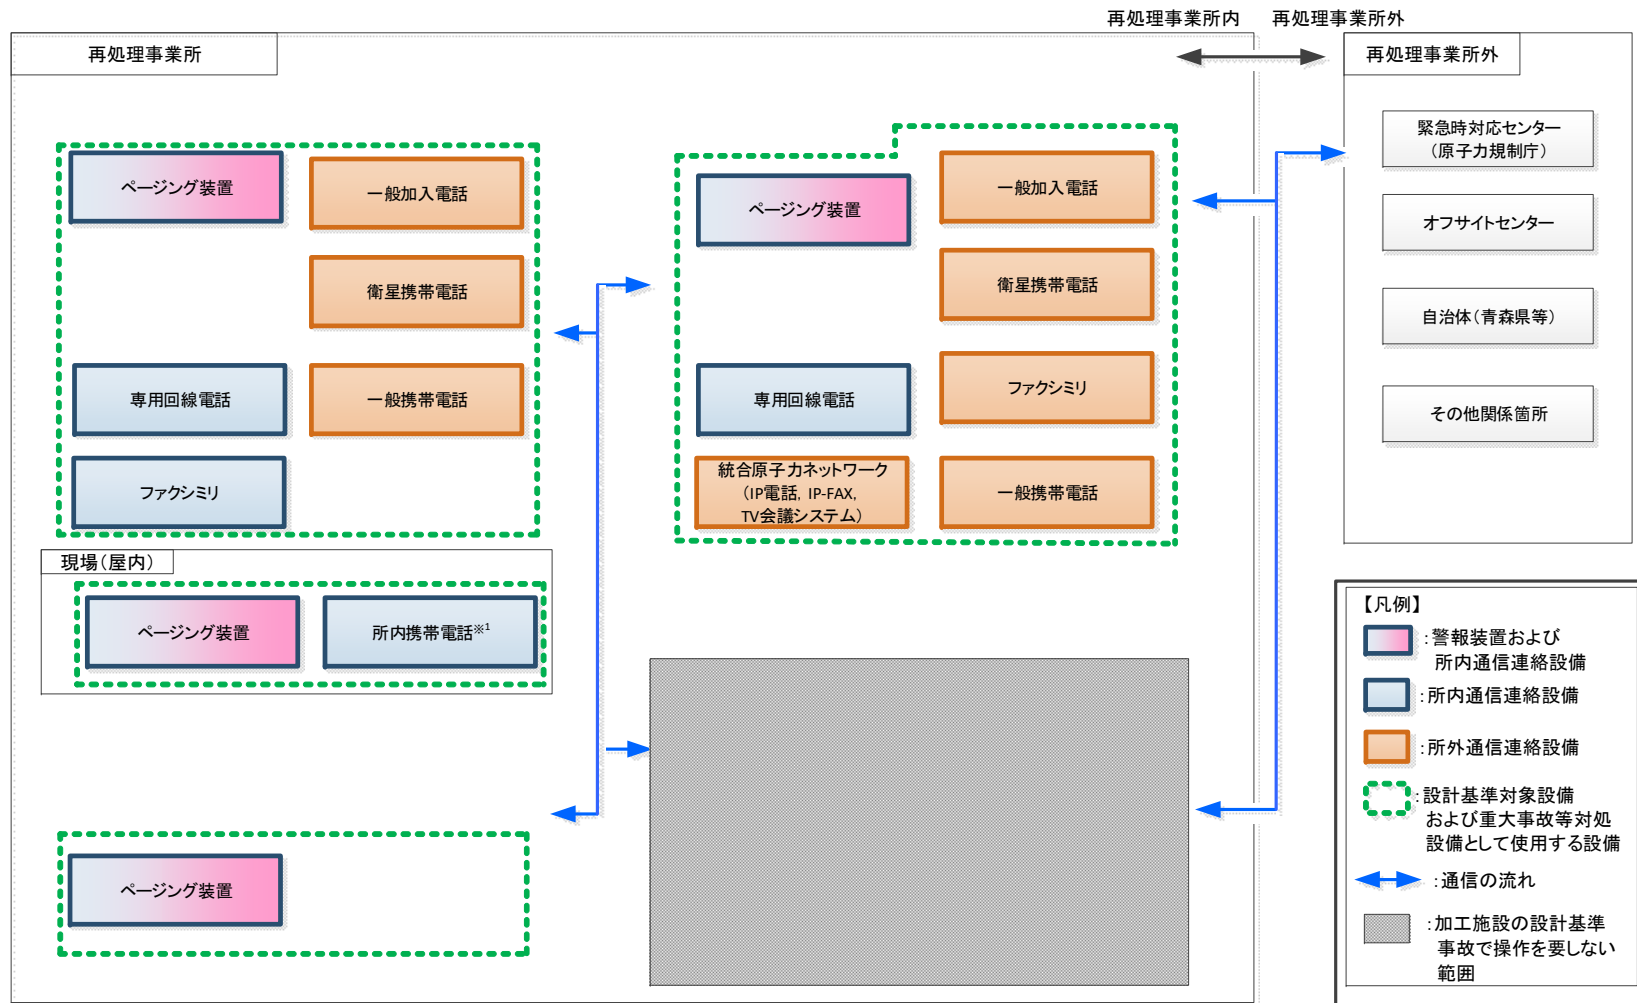 再処理事業所内
再処理事業所外
再処理事業所
再処理事業所外
ページング装置
一般加入電話
衛星携帯電話
専用回線電話
一般携帯電話
ファクシミリ
ページング装置
一般加入電話
衛星携帯電話
専用回線電話
ファクシミリ
統合原子力ネットワーク
(IP電話, IP-FAX,
TV会議システム)
一般携帯電話
緊急時対応センター
(原子力規制庁)
オフサイトセンター
自治体(青森県等)
その他関係箇所
現場(屋内)
ページング装置
所内携帯電話※1
ページング装置
【凡例】
:警報装置および
所内通信連絡設備
:所内通信連絡設備
:所外通信連絡設備
:設計基準対象設備
および重大事故等対処
設備として使用する設備
:通信の流れ
:加工施設の設計基準
事故で操作を要しない
範囲